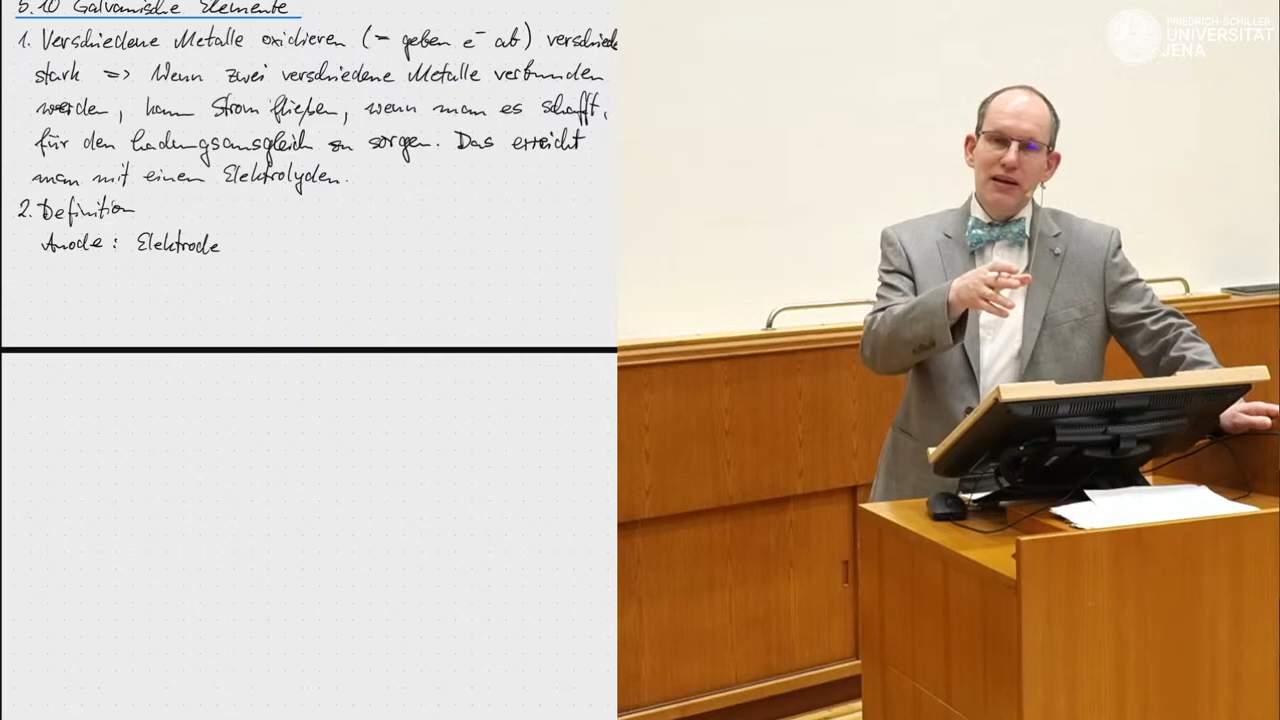 5.10 Galvanische Elemente
1. Verschiedene Metalle oxidieren (= geben e⁻ ab) verschiede
stark => Wenn zwei verschiedene Metalle verbunden
werden, kann Strom fließen, wenn man es schafft,
für den Ladungsausgleich zu sorgen. Das erreicht
man mit einem Elektrolyden.
2. Definition
Anode: Elektrode
FRIEDRICH-SCHILLER
UNIVERSITÄT
JENA